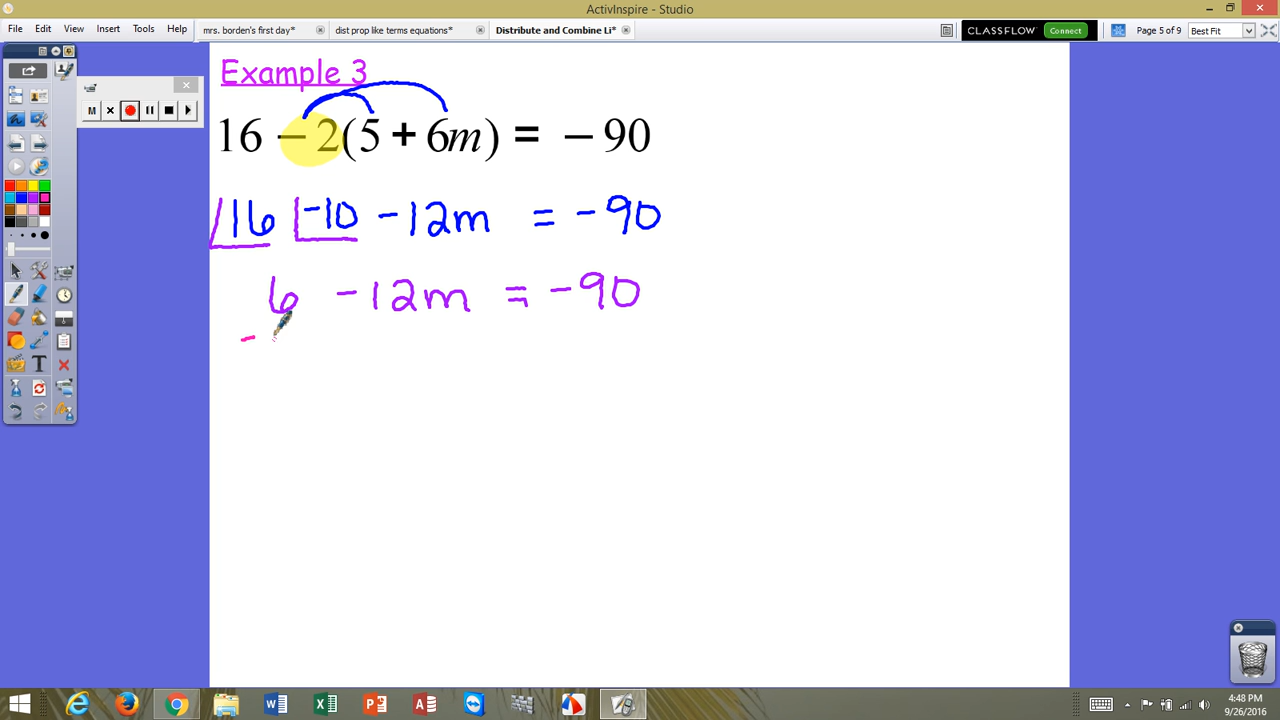 ActivInspire - Studio
File Edit View Insert Tools Help
mrs. borden's first day* dist prop like terms equations* Distribute and Combine Li*
CLASSFLOW Connect
Page 5 of 9 Best Fit
M
T
Example 3
16 − 2(5 + 6m) = − 90
16 -10 -12m = -90
6 -12m = -90
-
4:48 PM
9/26/2016